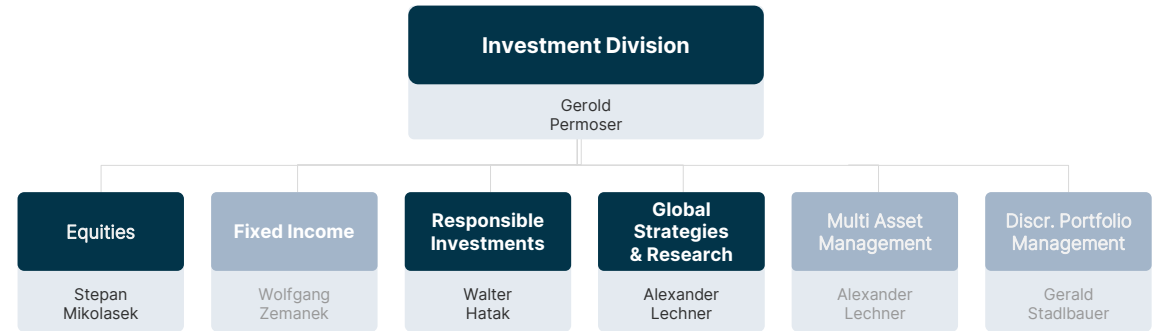 Investment Division
Gerold
Permoser
Equities
Stepan
Mikolasek
Fixed Income
Wolfgang
Zemanek
Responsible
Investments
Walter
Hatak
Global
Strategies
& Research
Alexander
Lechner
Multi Asset
Management
Alexander
Lechner
Discr. Portfolio
Management
Gerald
Stadlbauer